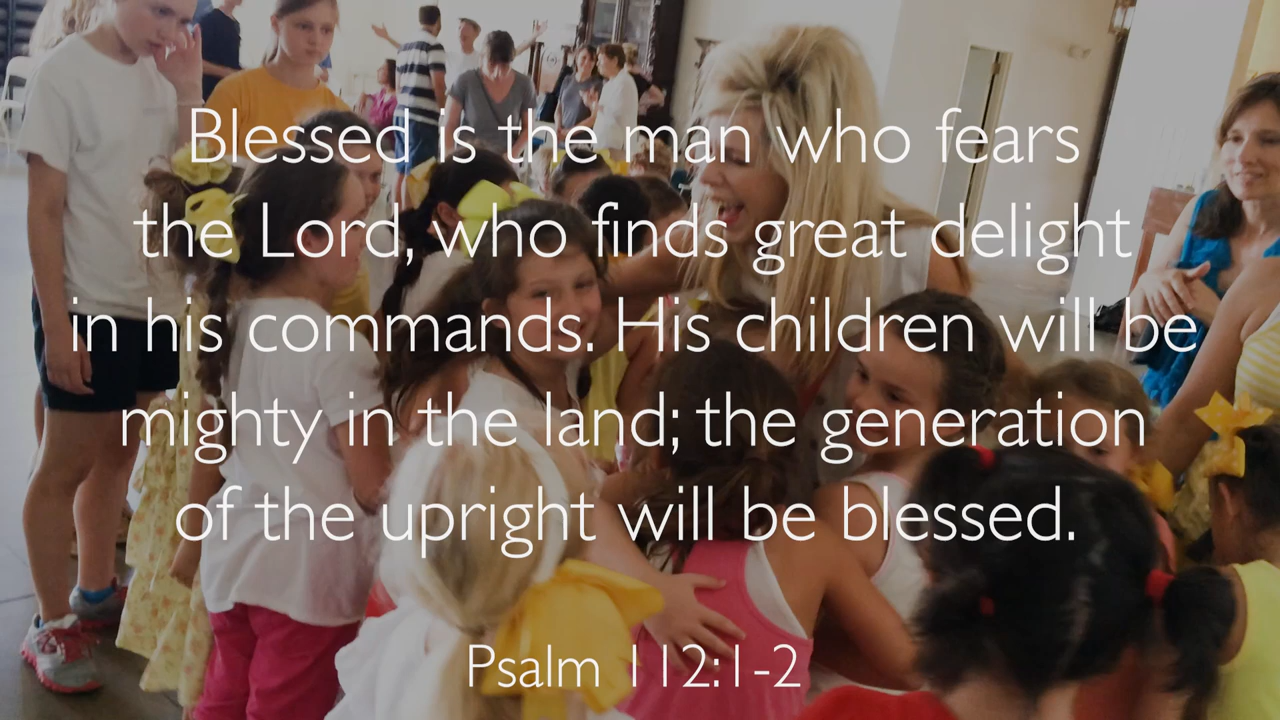 Blessed is the man who fears
the Lord, who finds great delight
in his commands. His children will be
mighty in the land; the generation
of the upright will be blessed.
Psalm 112:1-2